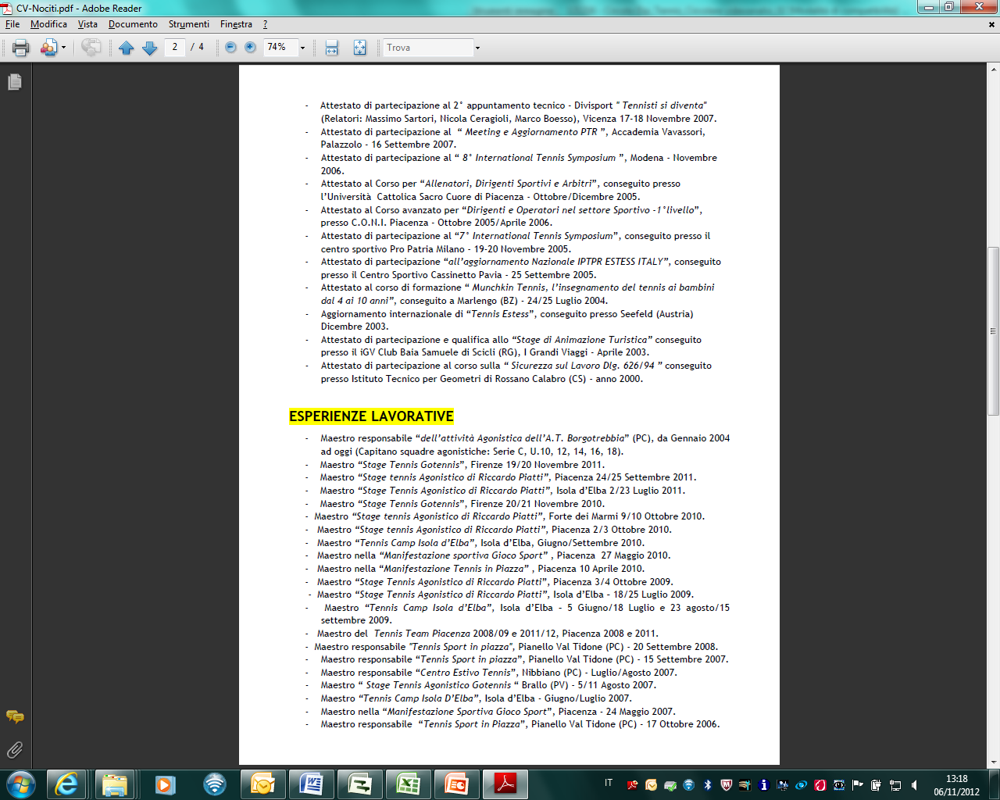 CV-Nociti.pdf - Adobe Reader
File Modifica Vista Documento Strumenti Finestra ?
2 / 4 74% Trova
- Attestato di partecipazione al 2° appuntamento tecnico - Divisport " Tennisti si diventa"
(Relatori: Massimo Sartori, Nicola Ceragioli, Marco Boesso), Vicenza 17-18 Novembre 2007.
- Attestato di partecipazione al “ Meeting e Aggiornamento PTR ”, Accademia Vavassori,
Palazzolo - 16 Settembre 2007.
- Attestato di partecipazione al “ 8° International Tennis Symposium ”, Modena - Novembre
2006.
- Attestato al Corso per “Allenatori, Dirigenti Sportivi e Arbitri”, conseguito presso
l’Università Cattolica Sacro Cuore di Piacenza - Ottobre/Dicembre 2005.
- Attestato al Corso avanzato per “Dirigenti e Operatori nel settore Sportivo -1°livello”,
presso C.O.N.I. Piacenza - Ottobre 2005/Aprile 2006.
- Attestato di partecipazione al “7° International Tennis Symposium”, conseguito presso il
centro sportivo Pro Patria Milano - 19-20 Novembre 2005.
- Attestato di partecipazione “all’aggiornamento Nazionale IPTPR ESTESS ITALY”, conseguito
presso il Centro Sportivo Cassinetto Pavia - 25 Settembre 2005.
- Attestato al corso di formazione “ Munchkin Tennis, l’insegnamento del tennis ai bambini
dal 4 ai 10 anni”, conseguito a Marlengo (BZ) - 24/25 Luglio 2004.
- Aggiornamento internazionale di “Tennis Estess”, conseguito presso Seefeld (Austria)
Dicembre 2003.
- Attestato di partecipazione e qualifica allo “Stage di Animazione Turistica” conseguito
presso il iGV Club Baia Samuele di Scicli (RG), I Grandi Viaggi - Aprile 2003.
- Attestato di partecipazione al corso sulla “ Sicurezza sul Lavoro Dlg. 626/94 ” conseguito
presso Istituto Tecnico per Geometri di Rossano Calabro (CS) - anno 2000.
ESPERIENZE LAVORATIVE
- Maestro responsabile “dell’attività Agonistica dell’A.T. Borgotrebbia” (PC), da Gennaio 2004
ad oggi (Capitano squadre agonistiche: Serie C, U.10, 12, 14, 16, 18).
- Maestro “Stage Tennis Gotennis”, Firenze 19/20 Novembre 2011.
- Maestro “Stage tennis Agonistico di Riccardo Piatti”, Piacenza 24/25 Settembre 2011.
- Maestro “Stage Tennis Agonistico di Riccardo Piatti”, Isola d’Elba 2/23 Luglio 2011.
- Maestro “Stage Tennis Gotennis”, Firenze 20/21 Novembre 2010.
- Maestro “Stage tennis Agonistico di Riccardo Piatti”, Forte dei Marmi 9/10 Ottobre 2010.
- Maestro “Stage tennis Agonistico di Riccardo Piatti”, Piacenza 2/3 Ottobre 2010.
- Maestro “Tennis Camp Isola d’Elba”, Isola d’Elba, Giugno/Settembre 2010.
- Maestro nella “Manifestazione sportiva Gioco Sport” , Piacenza 27 Maggio 2010.
- Maestro nella “Manifestazione Tennis in Piazza” , Piacenza 10 Aprile 2010.
- Maestro “Stage Tennis Agonistico di Riccardo Piatti”, Piacenza 3/4 Ottobre 2009.
- Maestro “Stage Tennis Agonistico di Riccardo Piatti”, Isola d’Elba - 18/25 Luglio 2009.
- Maestro “Tennis Camp Isola d’Elba”, Isola d’Elba - 5 Giugno/18 Luglio e 23 agosto/15
settembre 2009.
- Maestro del Tennis Team Piacenza 2008/09 e 2011/12, Piacenza 2008 e 2011.
- Maestro responsabile "Tennis Sport in piazza", Pianello Val Tidone (PC) - 20 Settembre 2008.
- Maestro responsabile “Tennis Sport in piazza”, Pianello Val Tidone (PC) - 15 Settembre 2007.
- Maestro responsabile “Centro Estivo Tennis”, Nibbiano (PC) - Luglio/Agosto 2007.
- Maestro “ Stage Tennis Agonistico Gotennis “ Brallo (PV) - 5/11 Agosto 2007.
- Maestro “Tennis Camp Isola D’Elba”, Isola d’Elba - Giugno/Luglio 2007.
- Maestro nella “Manifestazione Sportiva Gioco Sport”, Piacenza - 24 Maggio 2007.
- Maestro responsabile “Tennis Sport in Piazza”, Pianello Val Tidone (PC) - 17 Ottobre 2006.
IT 13:18
06/11/2012